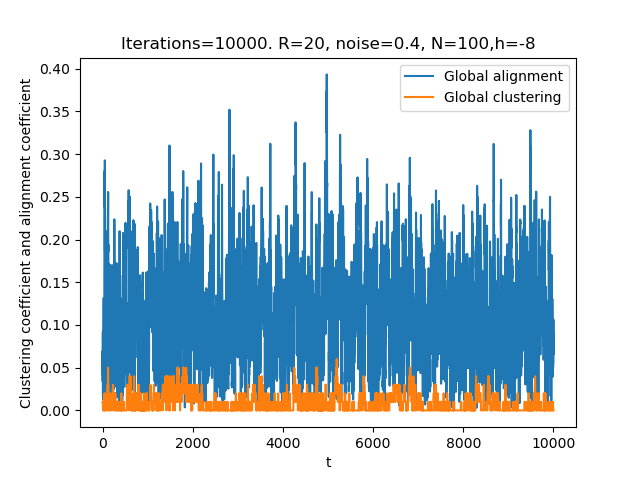 Iterations=10000. R=20, noise=0.4, N=100,h=-8
Global alignment
Global clustering
Clustering coefficient and alignment coefficient
0.40
0.35
0.30
0.25
0.20
0.15
0.10
0.05
0.00
0 2000 4000 6000 8000 10000
t